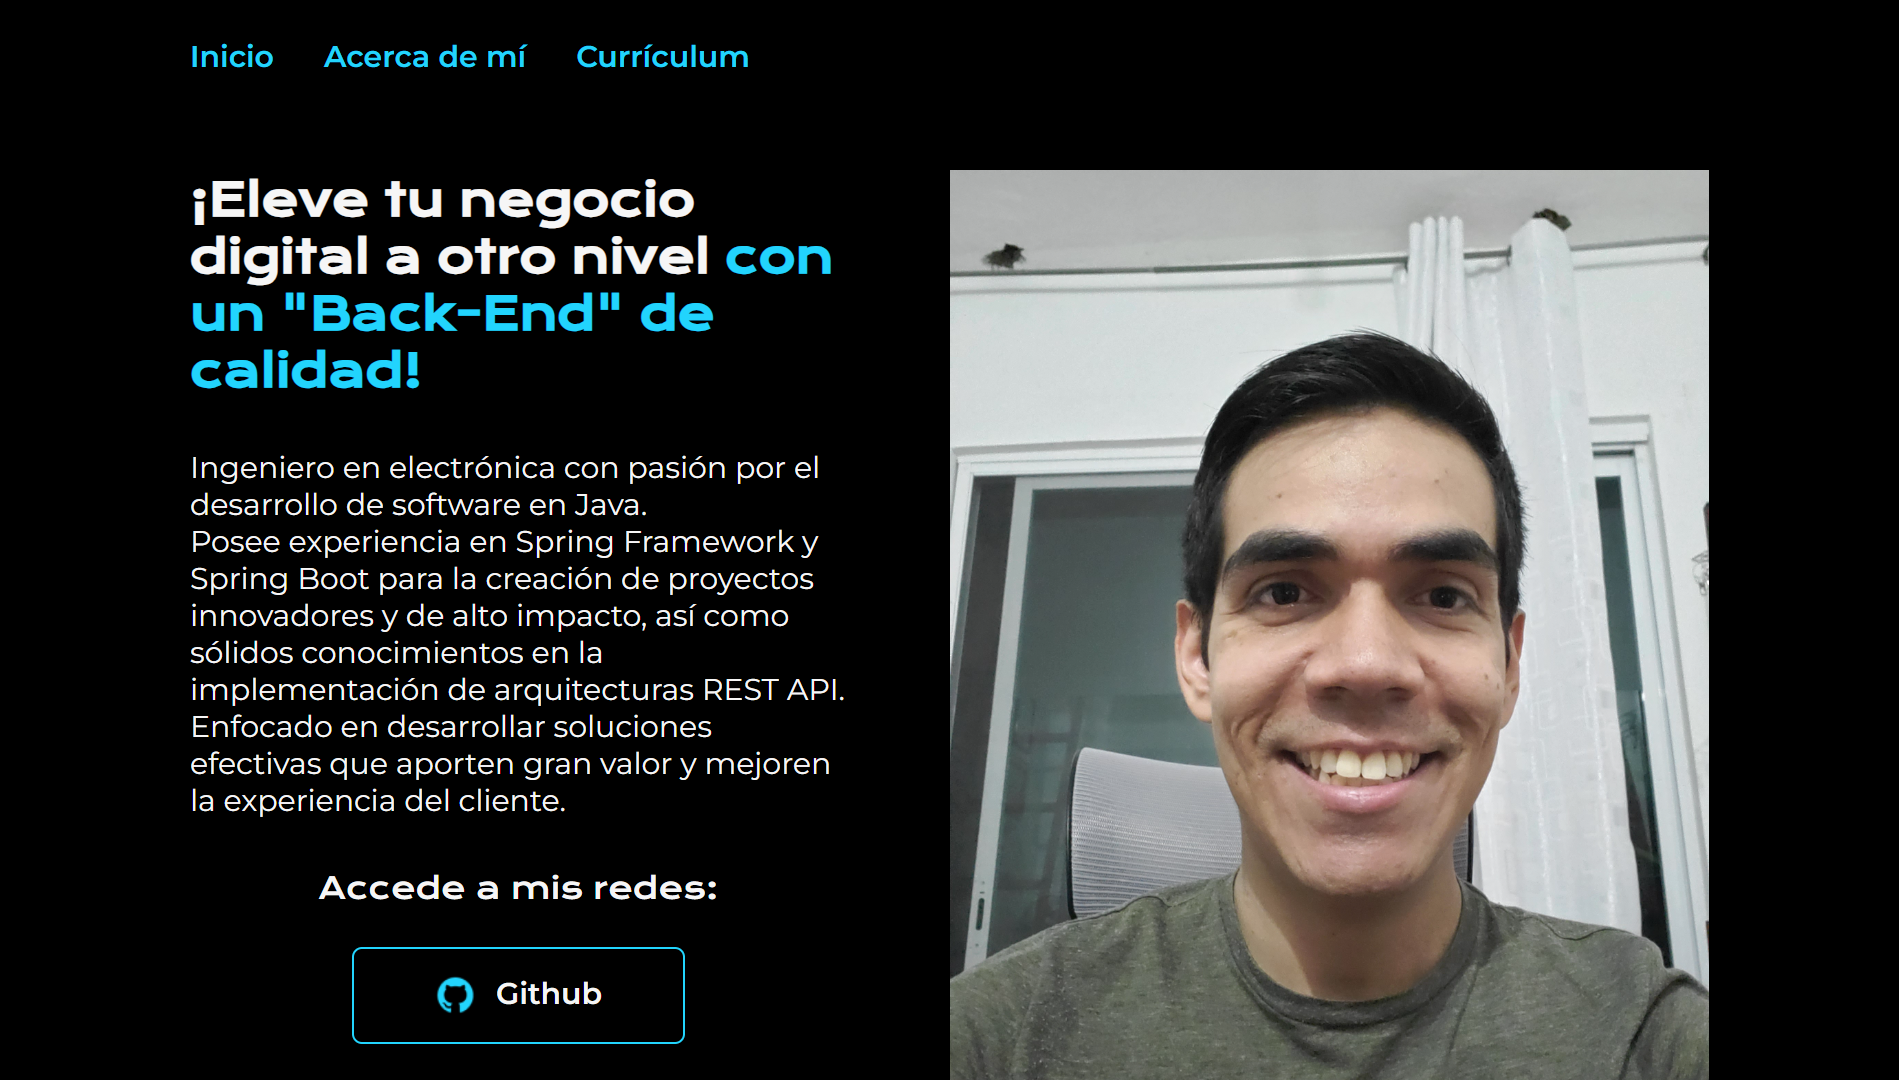 Inicio Acerca de mí Currículum
¡Eleve tu negocio
digital a otro nivel con
un "Back-End" de
calidad!
Ingeniero en electrónica con pasión por el
desarrollo de software en Java.
Posee experiencia en Spring Framework y
Spring Boot para la creación de proyectos
innovadores y de alto impacto, así como
sólidos conocimientos en la
implementación de arquitecturas REST API.
Enfocado en desarrollar soluciones
efectivas que aporten gran valor y mejoren
la experiencia del cliente.
Accede a mis redes:
Github